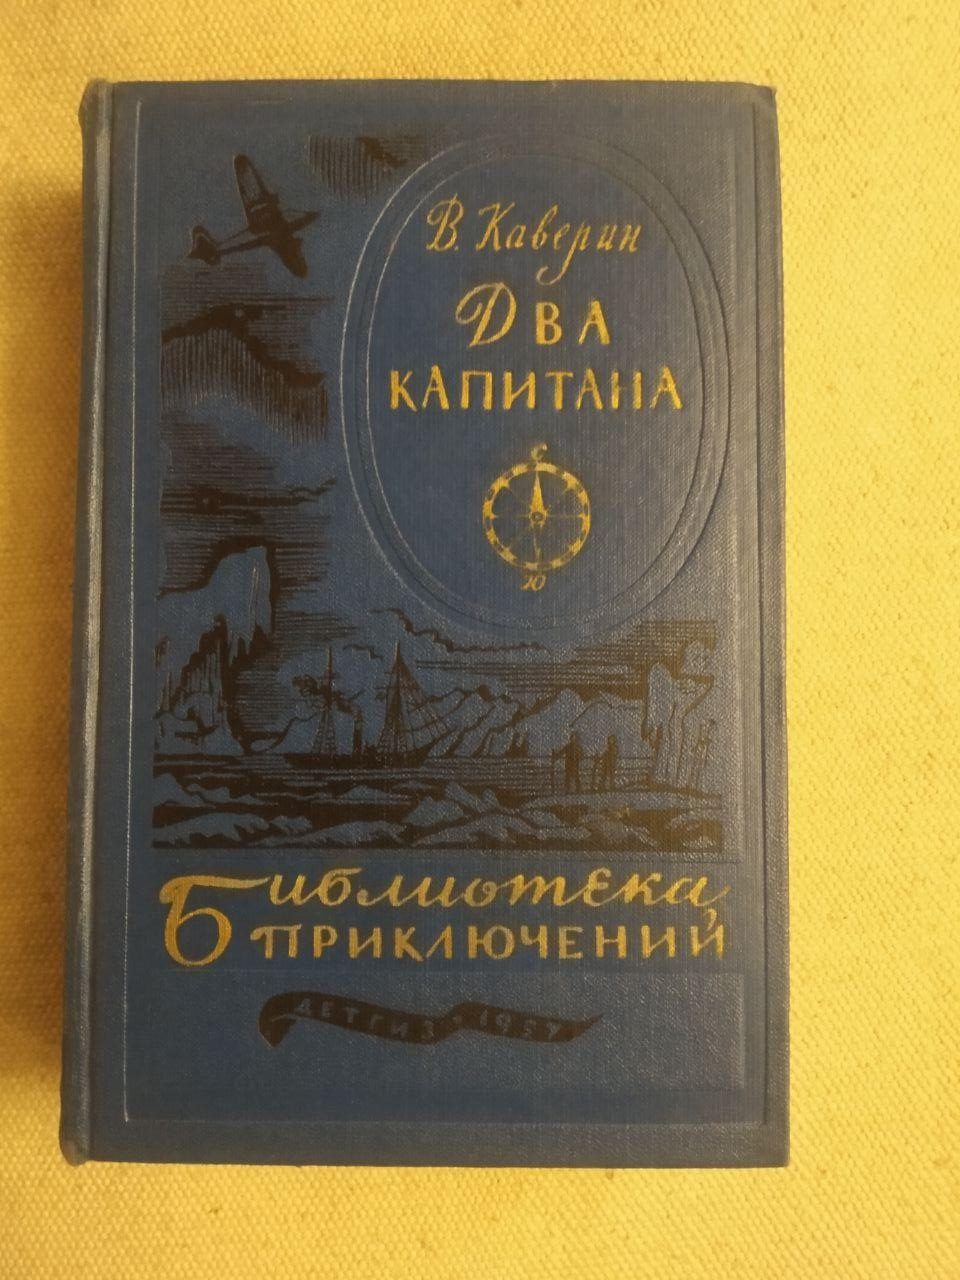 В. Каверин
ДВА
КАПИТАНА
С
Ю
Библиотека
ПРИКЛЮЧЕНИЙ
ДЕТГИЗ • 1957